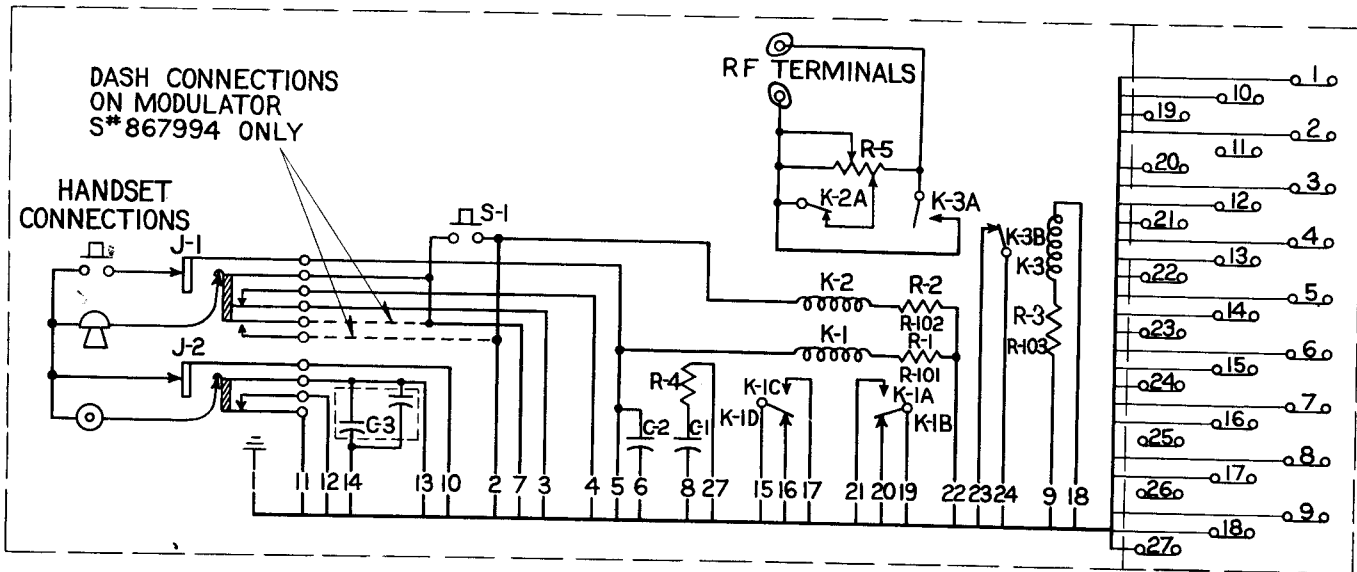 DASH CONNECTIONS
ON MODULATOR
S#867994 ONLY
HANDSET
CONNECTIONS
J-1
J-2
S-1
RF TERMINALS
R-5
K-2A
K-3A
K-3B
K-3
R-3
R-103
K-2
R-2
R-102
K-1
R-1
R-101
R-4
K-1C
K-1D
K-1A
K-1B
C-3
C-2
C-1
11 12 14 13 10 2 7 3 4 5 6 8 27 15 16 17 21 20 19 22 23 24 9 18
1
10
19
2
11
20
3
12
21
4
13
22
5
14
23
6
15
24
7
16
25
8
17
26
9
18
27